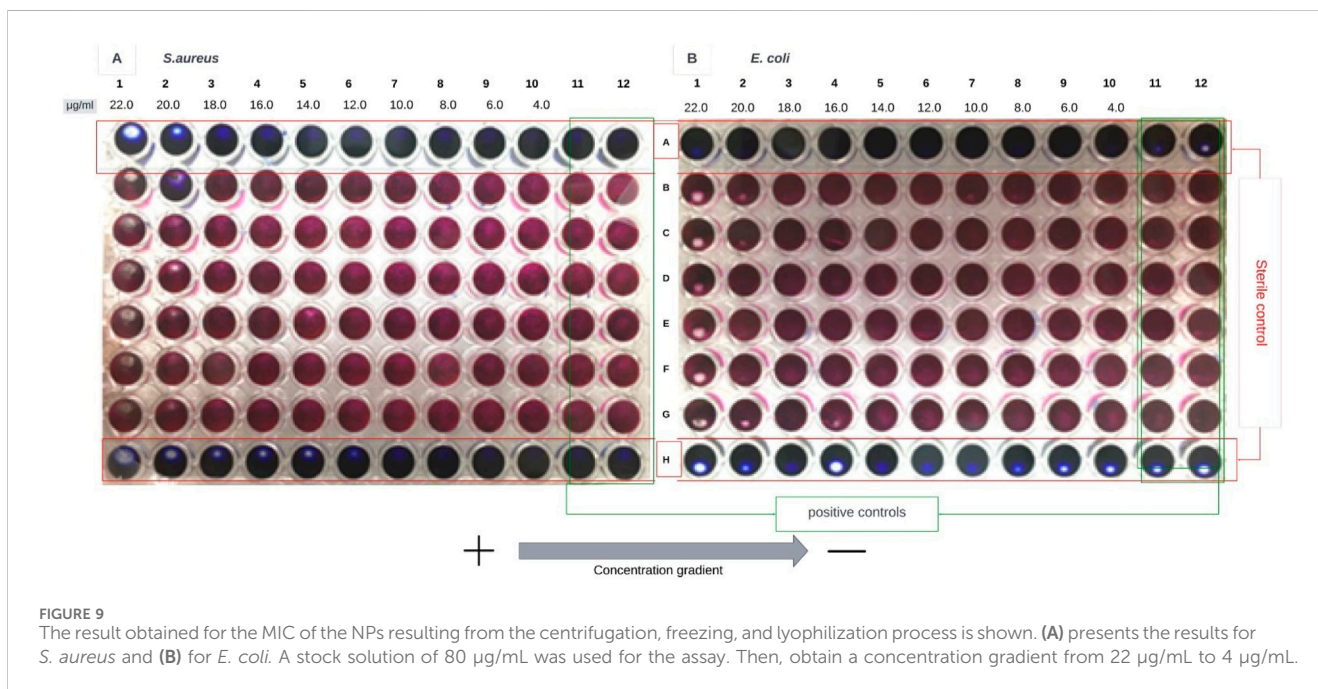 A S.aureus B E. coli
1 2 3 4 5 6 7 8 9 10 11 12 1 2 3 4 5 6 7 8 9 10 11 12
µg/ml 22.0 20.0 18.0 16.0 14.0 12.0 10.0 8.0 6.0 4.0 22.0 20.0 18.0 16.0 14.0 12.0 10.0 8.0 6.0 4.0
A
B
C
D
E
F
G
H
Sterile control
positive controls
+ —
Concentration gradient
FIGURE 9
The result obtained for the MIC of the NPs resulting from the centrifugation, freezing, and lyophilization process is shown. (A) presents the results for
S. aureus and (B) for E. coli. A stock solution of 80 µg/mL was used for the assay. Then, obtain a concentration gradient from 22 µg/mL to 4 µg/mL.